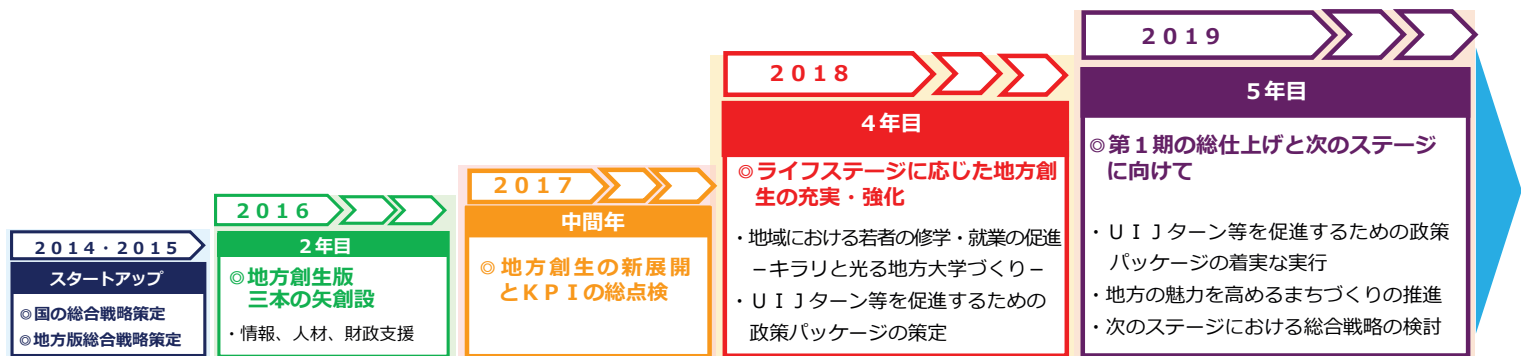 ２０１４・２０１５
スタートアップ
◎国の総合戦略策定
◎地方版総合戦略策定
２０１６
２年目
◎地方創生版
三本の矢創設
・情報、人材、財政支援
２０１７
中間年
◎地方創生の新展開
とＫＰＩの総点検
２０１８
４年目
◎ライフステージに応じた地方創
生の充実・強化
・地域における若者の修学・就業の促進
－キラリと光る地方大学づくり－
・ＵＩＪターン等を促進するための
政策パッケージの策定
２０１９
５年目
◎第１期の総仕上げと次のステージ
に向けて
・ＵＩＪターン等を促進するための政策
パッケージの着実な実行
・地方の魅力を高めるまちづくりの推進
・次のステージにおける総合戦略の検討